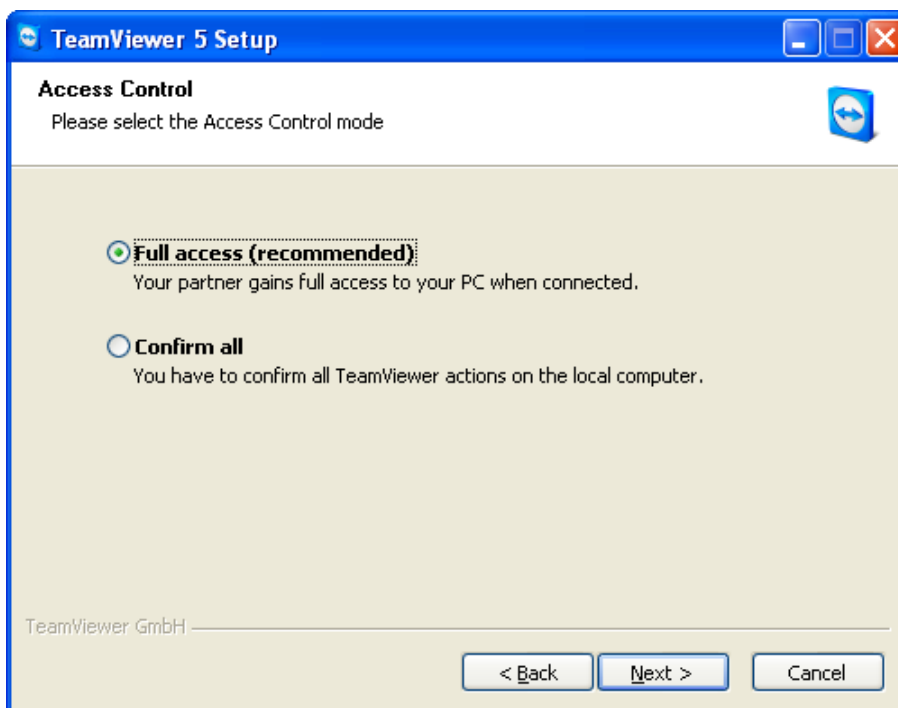 TeamViewer 5 Setup
Access Control
Please select the Access Control mode
Full access (recommended)
Your partner gains full access to your PC when connected.
Confirm all
You have to confirm all TeamViewer actions on the local computer.
TeamViewer GmbH
< Back
Next >
Cancel